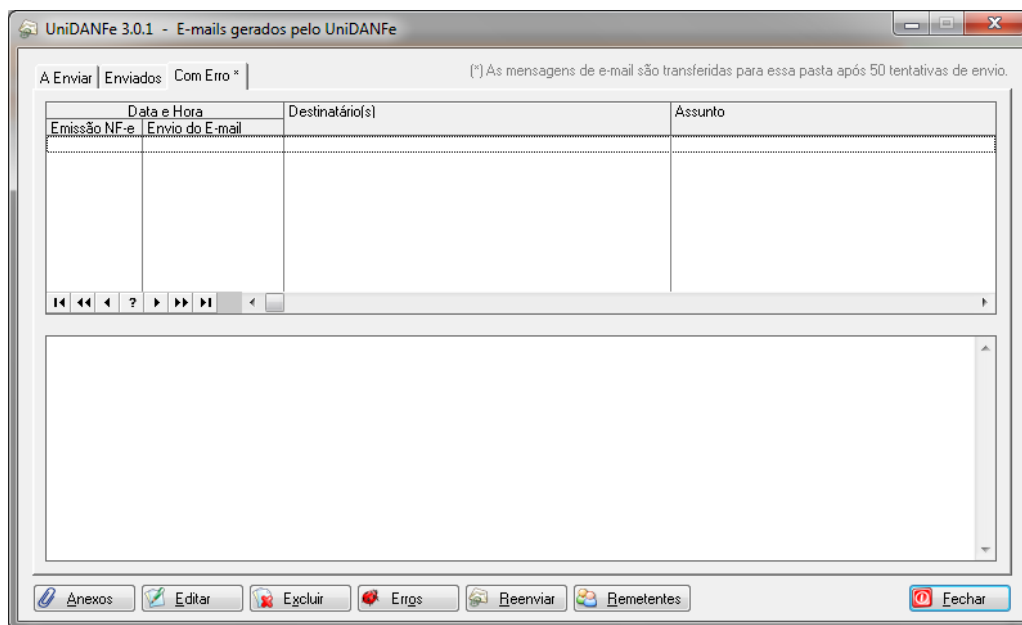 UniDANFe 3.0.1 - E-mails gerados pelo UniDANFe
A Enviar Enviados Com Erro * (*) As mensagens de e-mail são transferidas para essa pasta após 50 tentativas de envio.
Data e Hora Destinatário(s) Assunto
Emissão NF-e Envio do E-mail
?
Anexos Editar Excluir Erros Reenviar Remetentes Fechar